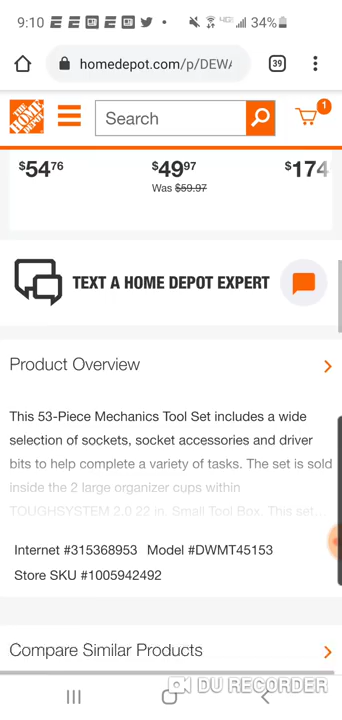 9:10 34%
homedepot.com/p/DEWA 39
THE HOME DEPOT Search 1
$54 76 $49 97 $174
Was $59.97
TEXT A HOME DEPOT EXPERT
Product Overview
This 53-Piece Mechanics Tool Set includes a wide
selection of sockets, socket accessories and driver
bits to help complete a variety of tasks. The set is sold
inside the 2 large organizer cups within
TOUGHSYSTEM 2.0 22 in. Small Tool Box. This set...
Internet #315368953 Model #DWMT45153
Store SKU #1005942492
Compare Similar Products
DU RECORDER